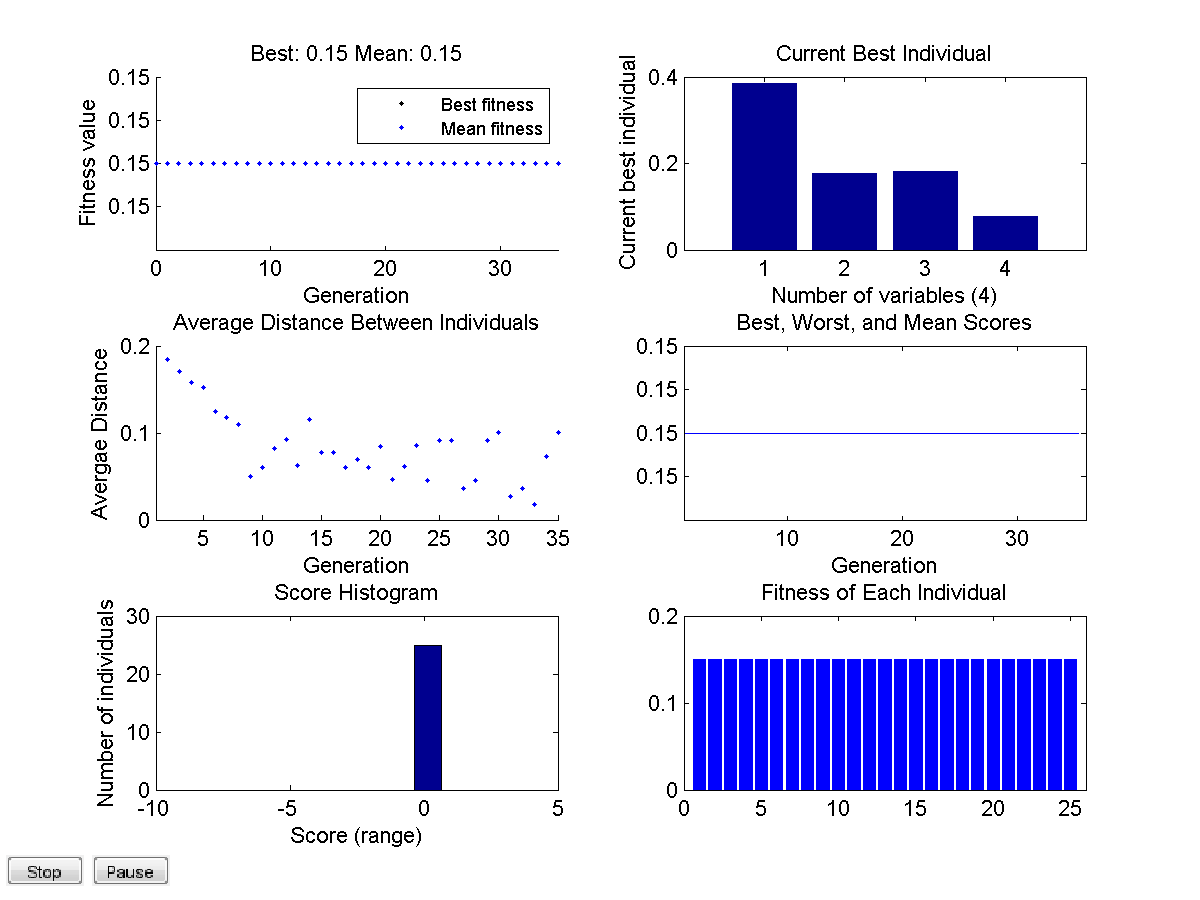 Best: 0.15 Mean: 0.15
Fitness value
0.15
0.15
0.15
0.15
Best fitness
Mean fitness
0 10 20 30
Generation
Current Best Individual
Current best individual
0.4
0.2
0
1 2 3 4
Number of variables (4)
Average Distance Between Individuals
Avergae Distance
0.2
0.1
0
5 10 15 20 25 30 35
Generation
Best, Worst, and Mean Scores
0.15
0.15
0.15
0.15
10 20 30
Generation
Score Histogram
Number of individuals
30
20
10
0
-10 -5 0 5
Score (range)
Fitness of Each Individual
0.2
0.1
0
0 5 10 15 20 25
Stop Pause